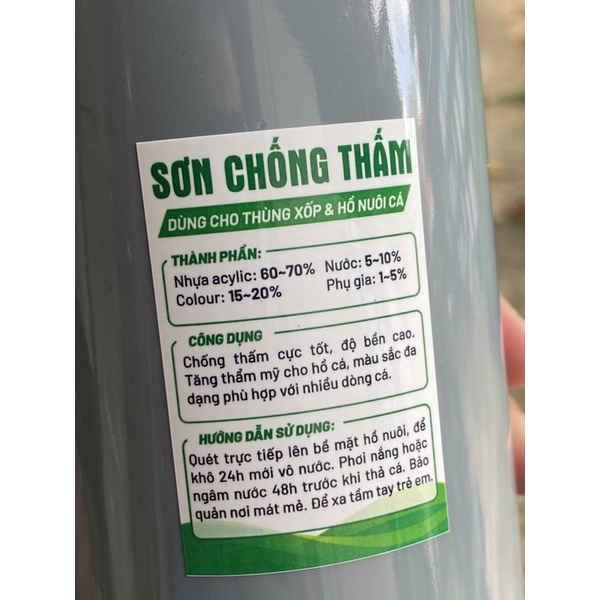 SƠN CHỐNG THẤM
DÙNG CHO THÙNG XỐP & HỒ NUÔI CÁ
THÀNH PHẦN:
Nhựa acylic: 60~70% Nước: 5~10%
Colour: 15~20% Phụ gia: 1~5%
CÔNG DỤNG
Chống thấm cực tốt, độ bền cao.
Tăng thẩm mỹ cho hồ cá, màu sắc đa
dạng phù hợp với nhiều dòng cá.
HƯỚNG DẪN SỬ DỤNG:
Quét trực tiếp lên bề mặt hồ nuôi, để
khô 24h mới vô nước. Phơi nắng hoặc
ngâm nước 48h trước khi thả cá. Bảo
quản nơi mát mẻ. Để xa tầm tay trẻ em.